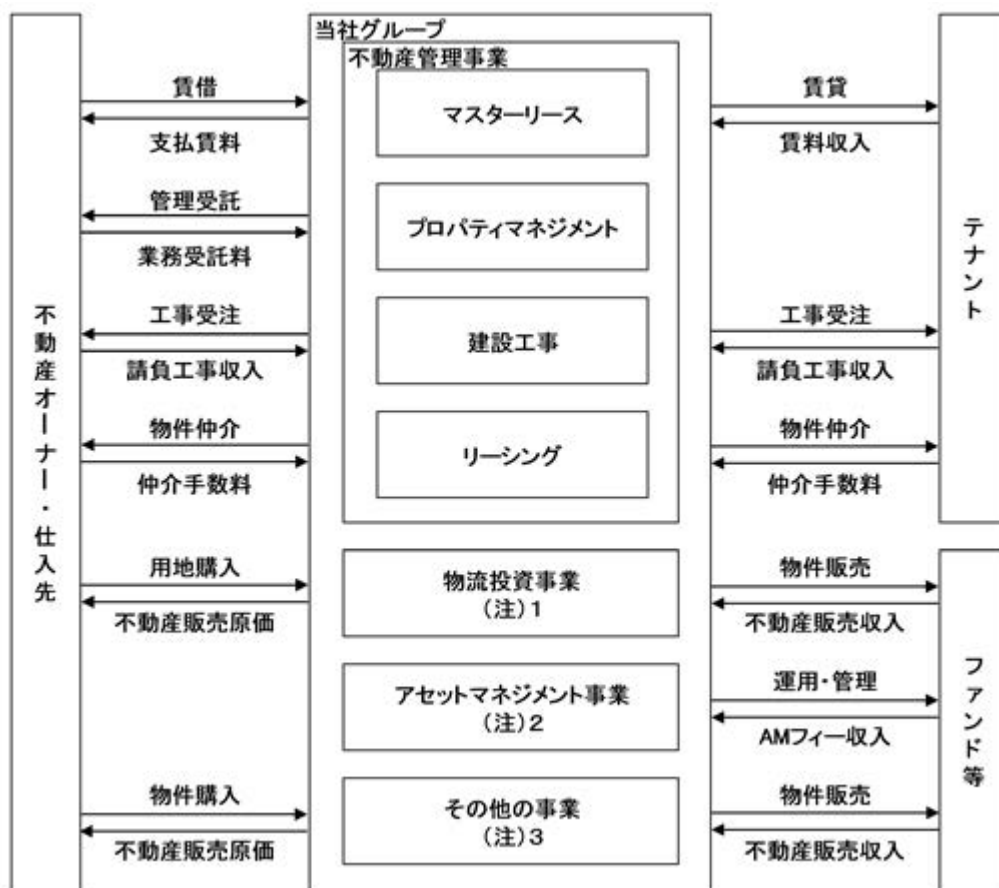 当社グループ
不動産管理事業
マスターリース
プロパティマネジメント
建設工事
リーシング
物流投資事業
(注)1
アセットマネジメント事業
(注)2
その他の事業
(注)3
不動産オーナー・仕入先
賃借
支払賃料
管理受託
業務受託料
工事受注
請負工事収入
物件仲介
仲介手数料
用地購入
不動産販売原価
物件購入
不動産販売原価
賃貸
賃料収入
工事受注
請負工事収入
物件仲介
仲介手数料
物件販売
不動産販売収入
運用・管理
AMフィー収入
物件販売
不動産販売収入
テナント
ファンド等